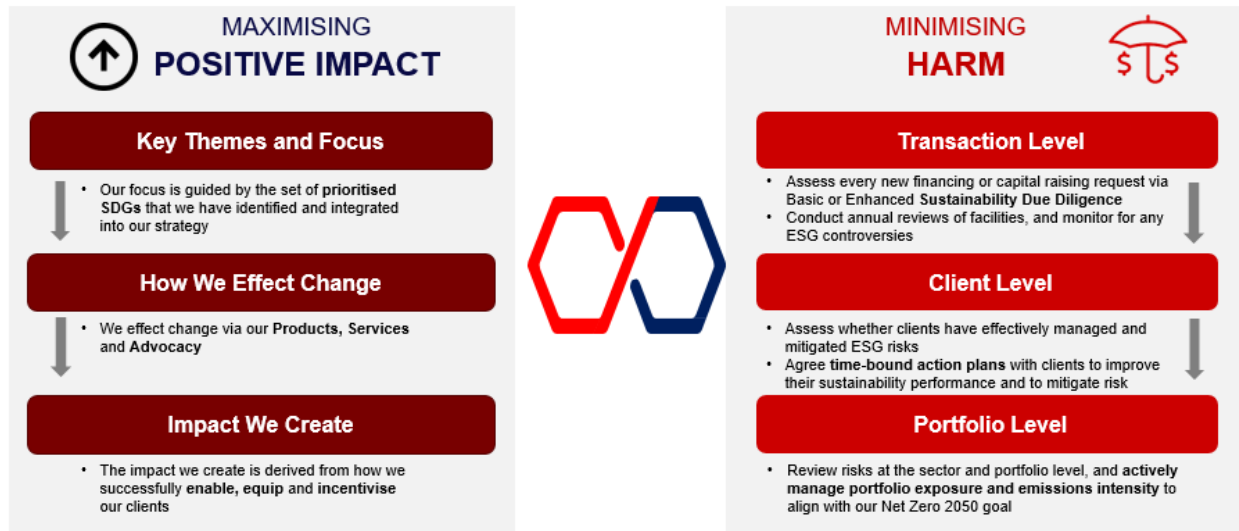 MAXIMISING
POSITIVE IMPACT
Key Themes and Focus
• Our focus is guided by the set of prioritised
SDGs that we have identified and integrated
into our strategy
How We Effect Change
• We effect change via our Products, Services
and Advocacy
Impact We Create
• The impact we create is derived from how we
successfully enable, equip and incentivise
our clients
MINIMISING
HARM
$ $
Transaction Level
• Assess every new financing or capital raising request via
Basic or Enhanced Sustainability Due Diligence
• Conduct annual reviews of facilities, and monitor for any
ESG controversies
Client Level
• Assess whether clients have effectively managed and
mitigated ESG risks
• Agree time-bound action plans with clients to improve
their sustainability performance and to mitigate risk
Portfolio Level
• Review risks at the sector and portfolio level, and actively
manage portfolio exposure and emissions intensity to
align with our Net Zero 2050 goal